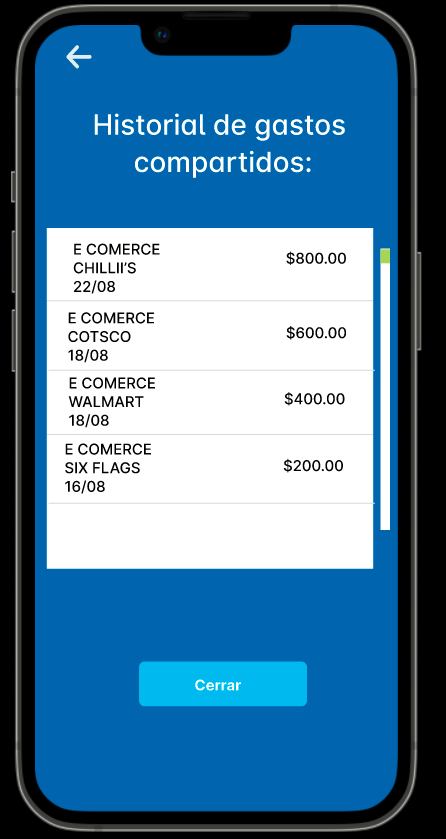 Historial de gastos
compartidos:
E COMERCE
CHILLII'S
22/08
$800.00
E COMERCE
COTSCO
18/08
$600.00
E COMERCE
WALMART
18/08
$400.00
E COMERCE
SIX FLAGS
16/08
$200.00
Cerrar